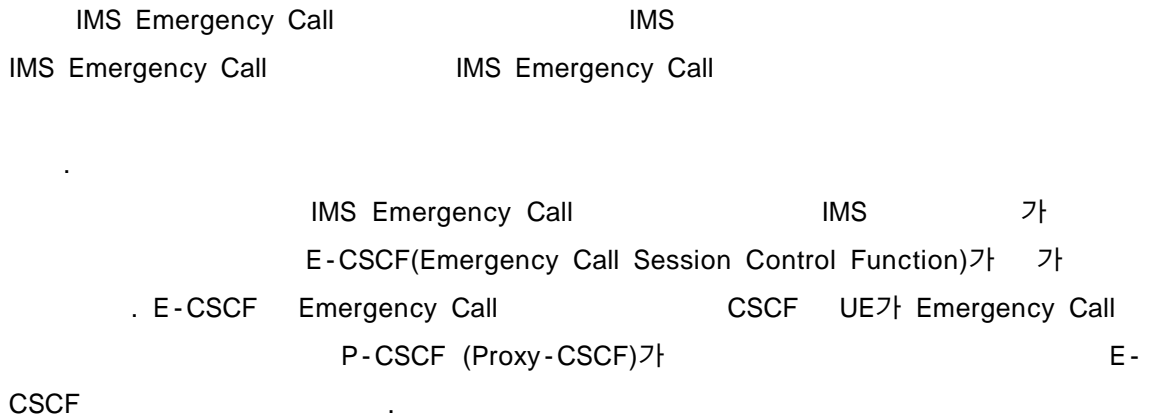 IMS Emergency Call IMS
IMS Emergency Call IMS Emergency Call
.
IMS Emergency Call IMS 가
E-CSCF(Emergency Call Session Control Function)가 가
. E-CSCF Emergency Call CSCF UE가 Emergency Call
P-CSCF (Proxy-CSCF)가 E-
CSCF .